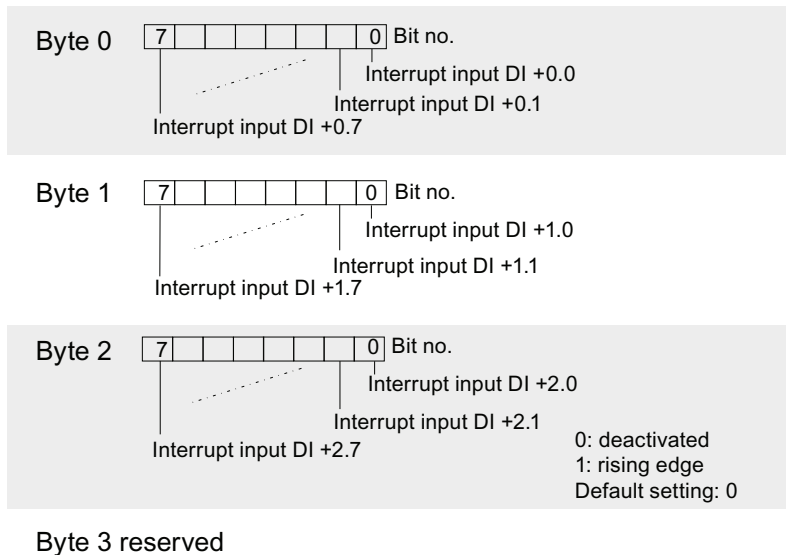 Byte 0 7 0 Bit no.
Interrupt input DI +0.0
Interrupt input DI +0.1
Interrupt input DI +0.7
Byte 1 7 0 Bit no.
Interrupt input DI +1.0
Interrupt input DI +1.1
Interrupt input DI +1.7
Byte 2 7 0 Bit no.
Interrupt input DI +2.0
Interrupt input DI +2.1
Interrupt input DI +2.7
0: deactivated
1: rising edge
Default setting: 0
Byte 3 reserved